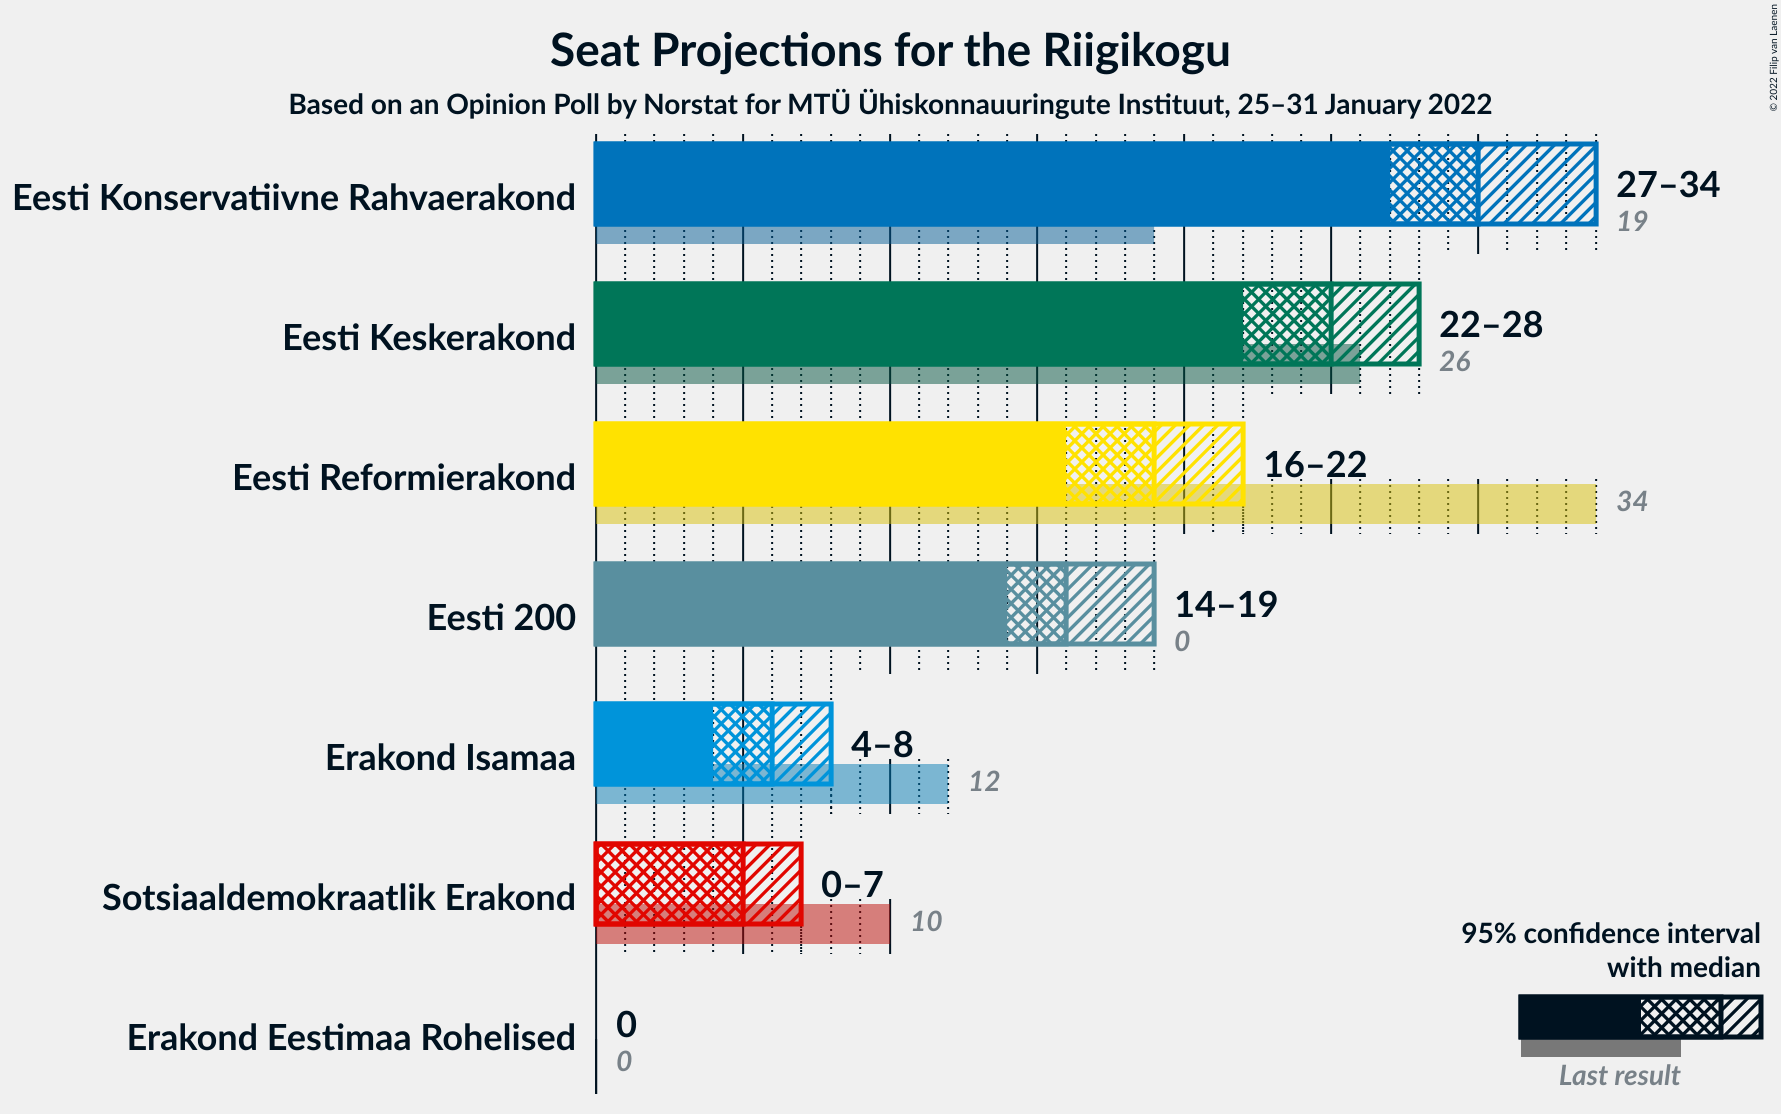 Seat Projections for the Riigikogu
Based on an Opinion Poll by Norstat for MTÜ Ühiskonnauuringute Instituut, 25–31 January 2022
© 2022 Filip van Laenen
Eesti Konservatiivne Rahvaerakond
27–34
19
Eesti Keskerakond
22–28
26
Eesti Reformierakond
16–22
34
Eesti 200
14–19
0
Erakond Isamaa
4–8
12
Sotsiaaldemokraatlik Erakond
0–7
10
Erakond Eestimaa Rohelised
0
0
95% confidence interval
with median
Last result